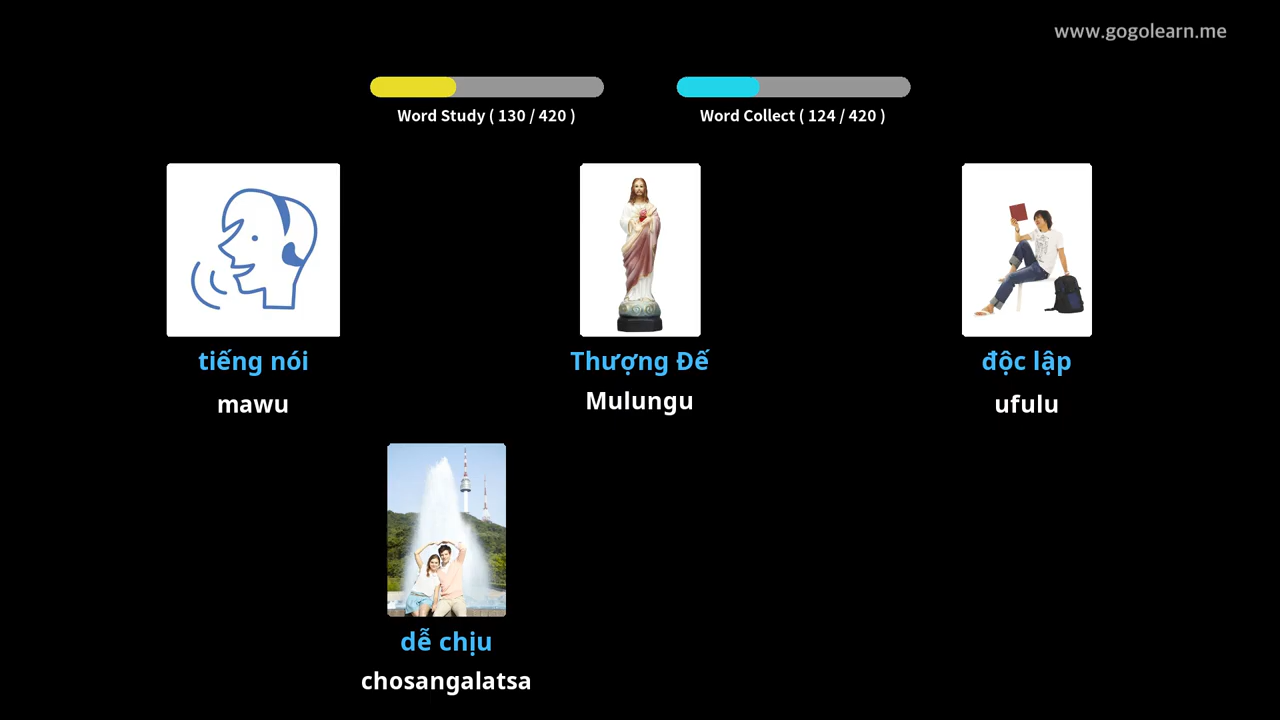 www.gogolearn.me
Word Study ( 130 / 420 )
Word Collect ( 124 / 420 )
tiếng nói
mawu
Thượng Đế
Mulungu
độc lập
ufulu
dễ chịu
chosangalatsa